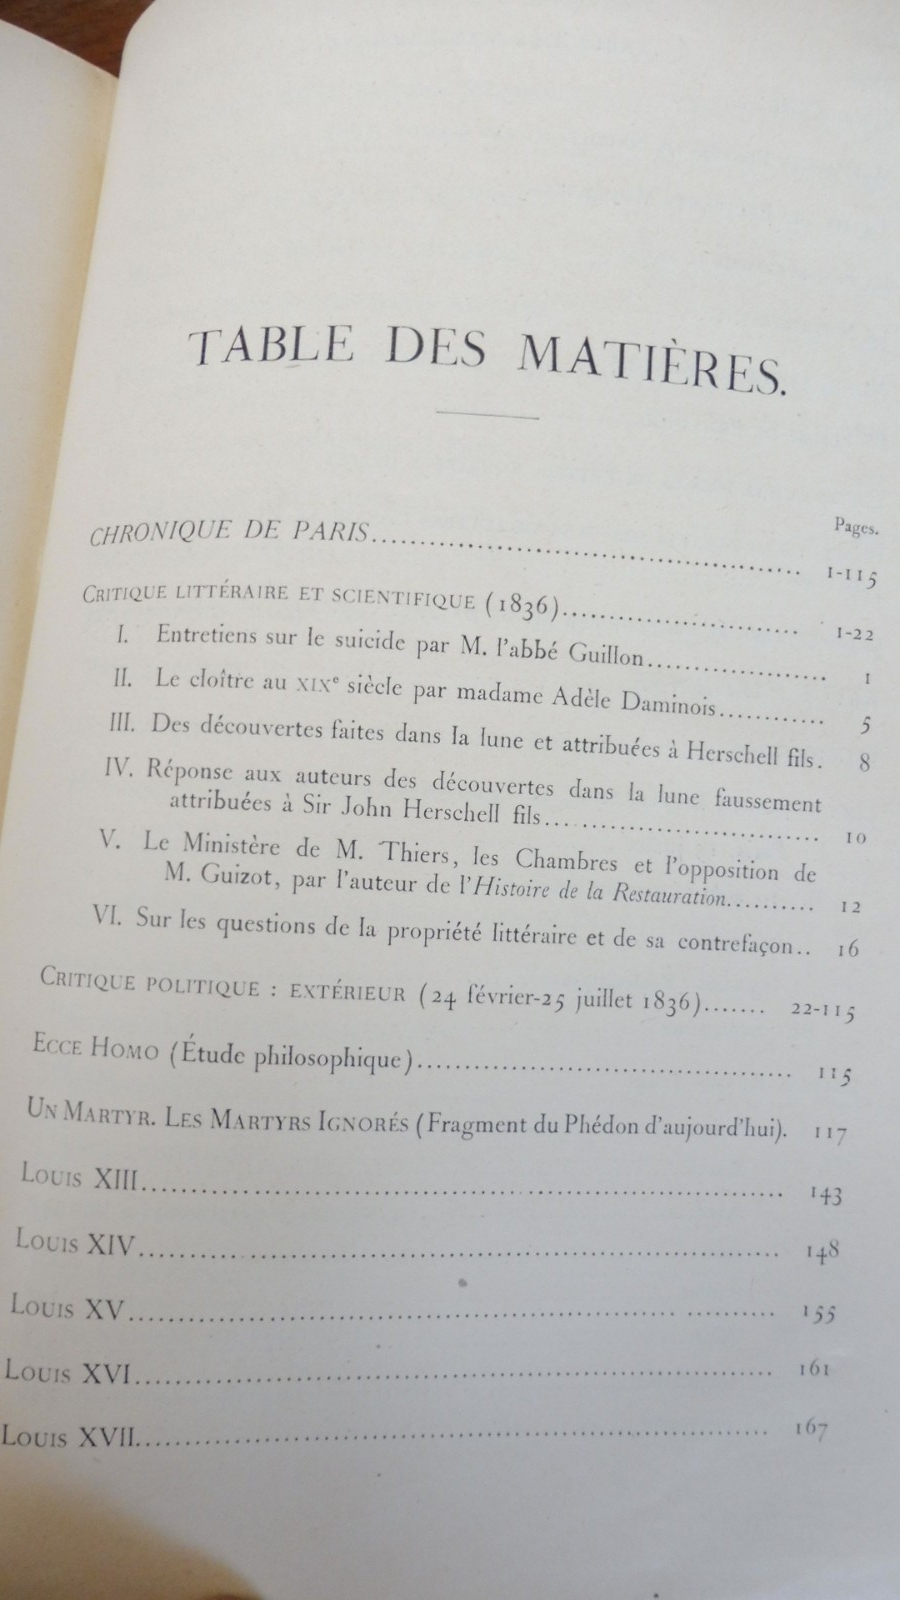 TABLE DES MATIÈRES.
Pages.
CHRONIQUE DE PARIS................ 1-115
CRITIQUE LITTÉRAIRE ET SCIENTIFIQUE (1836)................ 1-22
I. Entretiens sur le suicide par M. l'abbé Guillon................ 1
II. Le cloître au XIXe siècle par madame Adèle Daminois............ 5
III. Des découvertes faites dans la lune et attribuées à Herschell fils. 8
IV. Réponse aux auteurs des découvertes dans la lune faussement
attribuées à Sir John Herschell fils................ 10
V. Le Ministère de M. Thiers, les Chambres et l'opposition de
M. Guizot, par l'auteur de l'Histoire de la Restauration.......... 12
VI. Sur les questions de la propriété littéraire et de sa contrefaçon.. 16
CRITIQUE POLITIQUE : EXTÉRIEUR (24 février-25 juillet 1836)....... 22-115
ECCE HOMO (Étude philosophique)................ 115
UN MARTYR. LES MARTYRS IGNORÉS (Fragment du Phédon d'aujourd'hui). 117
LOUIS XIII................ 143
LOUIS XIV................ 148
LOUIS XV................ 155
LOUIS XVI................ 161
LOUIS XVII................ 167